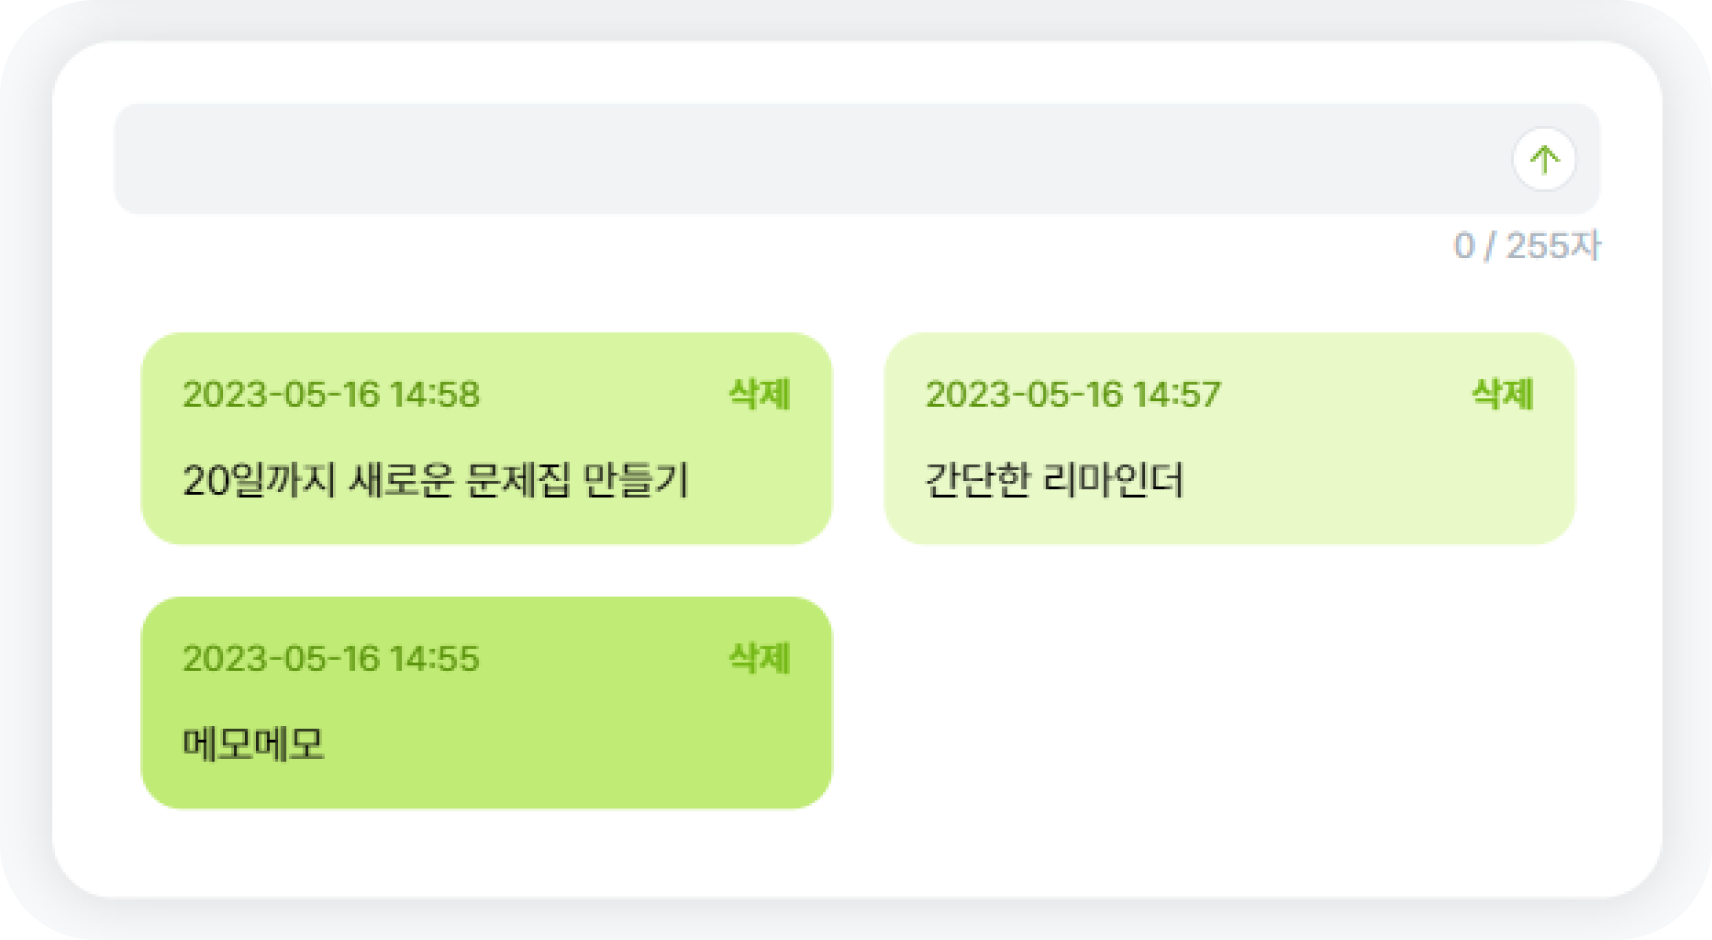 0 / 255자
2023-05-16 14:58 삭제
20일까지 새로운 문제집 만들기
2023-05-16 14:57 삭제
간단한 리마인더
2023-05-16 14:55 삭제
메모메모